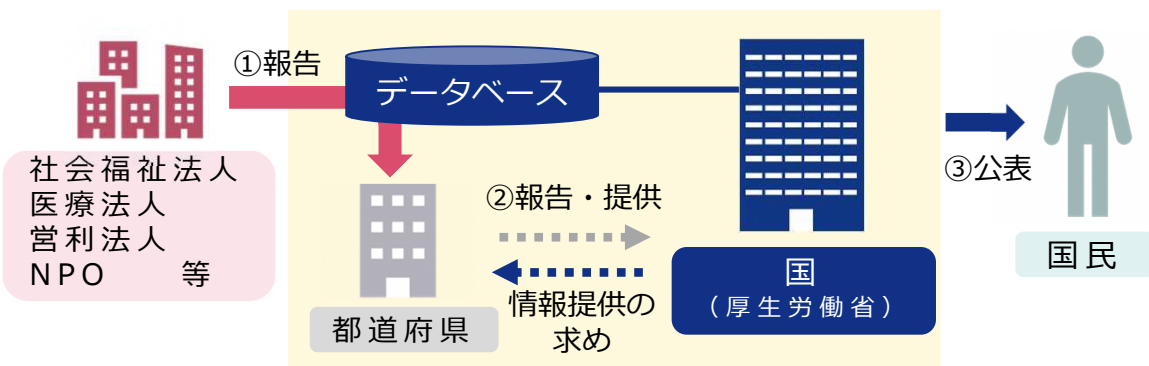 ①報告
データベース
社会福祉法人
医療法人
営利法人
NPO　　等
②報告・提供
情報提供の
求め
都道府県
国
（厚生労働省）
③公表
国民